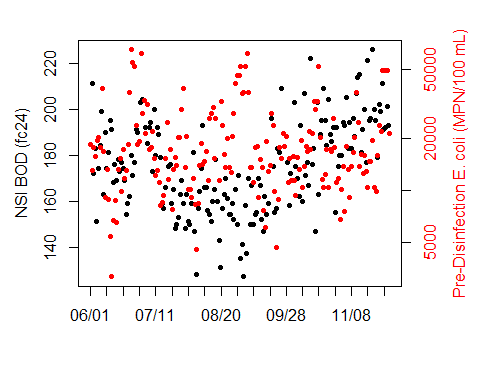 NSI BOD (fc24)
220
200
180
160
140
50000
20000
5000
Pre-Disinfection E. coli (MPN/100 mL)
06/01 07/11 08/20 09/28 11/08